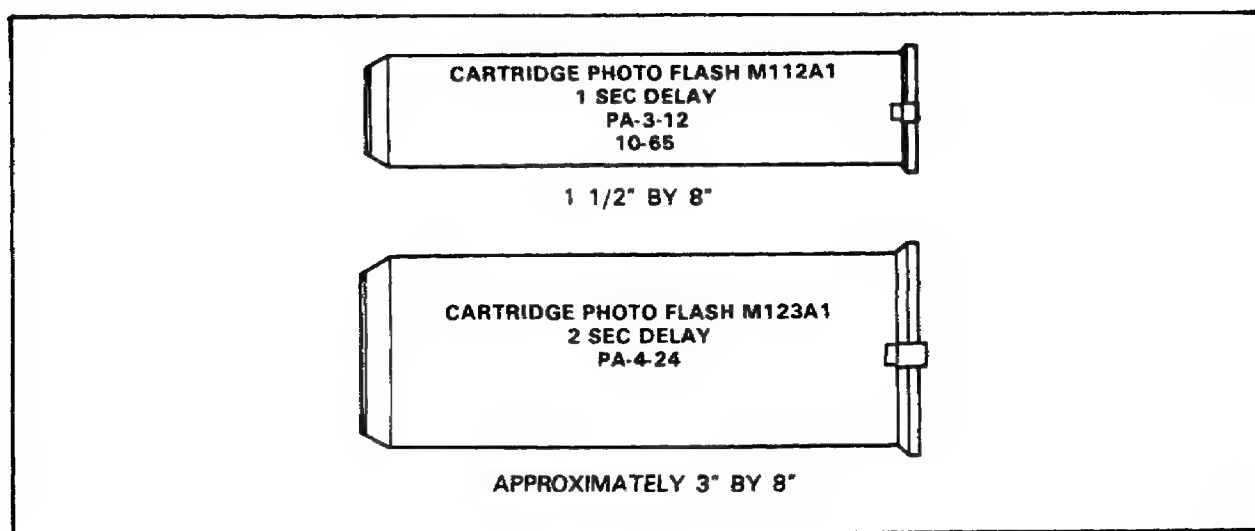 CARTRIDGE PHOTO FLASH M112A1
1 SEC DELAY
PA-3-12
10-65
1 1/2" BY 8"
CARTRIDGE PHOTO FLASH M123A1
2 SEC DELAY
PA-4-24
APPROXIMATELY 3" BY 8"